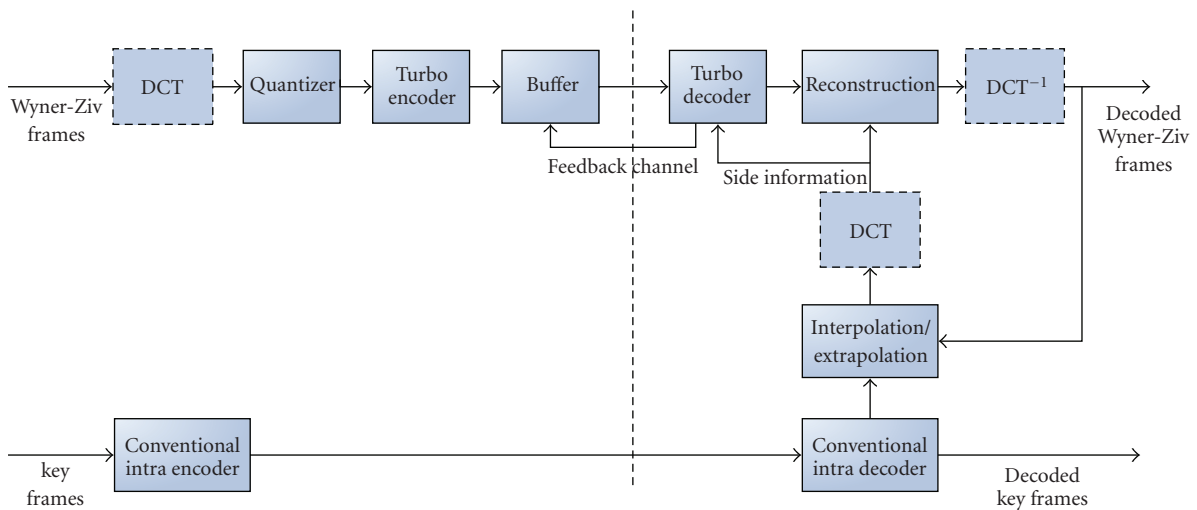 DCT
Quantizer
Turbo
encoder
Buffer
Turbo
decoder
Reconstruction
DCT⁻¹
Wyner-Ziv
frames
Decoded
Wyner-Ziv
frames
Feedback channel
Side information
DCT
Interpolation/
extrapolation
Conventional
intra encoder
Conventional
intra decoder
key
frames
Decoded
key frames